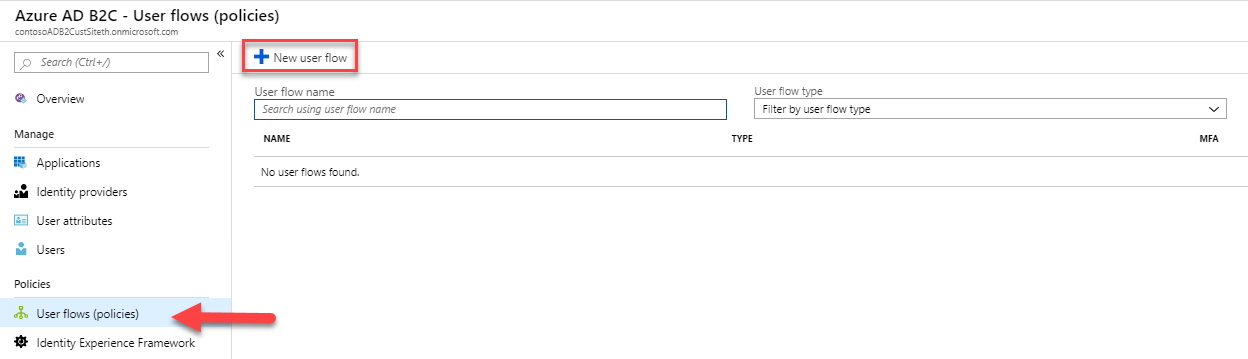 Azure AD B2C - User flows (policies)
contosoADB2CustSiteth.onmicrosoft.com
Search (Ctrl+/)
«
Overview
Manage
Applications
Identity providers
User attributes
Users
Policies
User flows (policies)
Identity Experience Framework
New user flow
User flow name
Search using user flow name
User flow type
Filter by user flow type
NAME TYPE MFA
No user flows found.